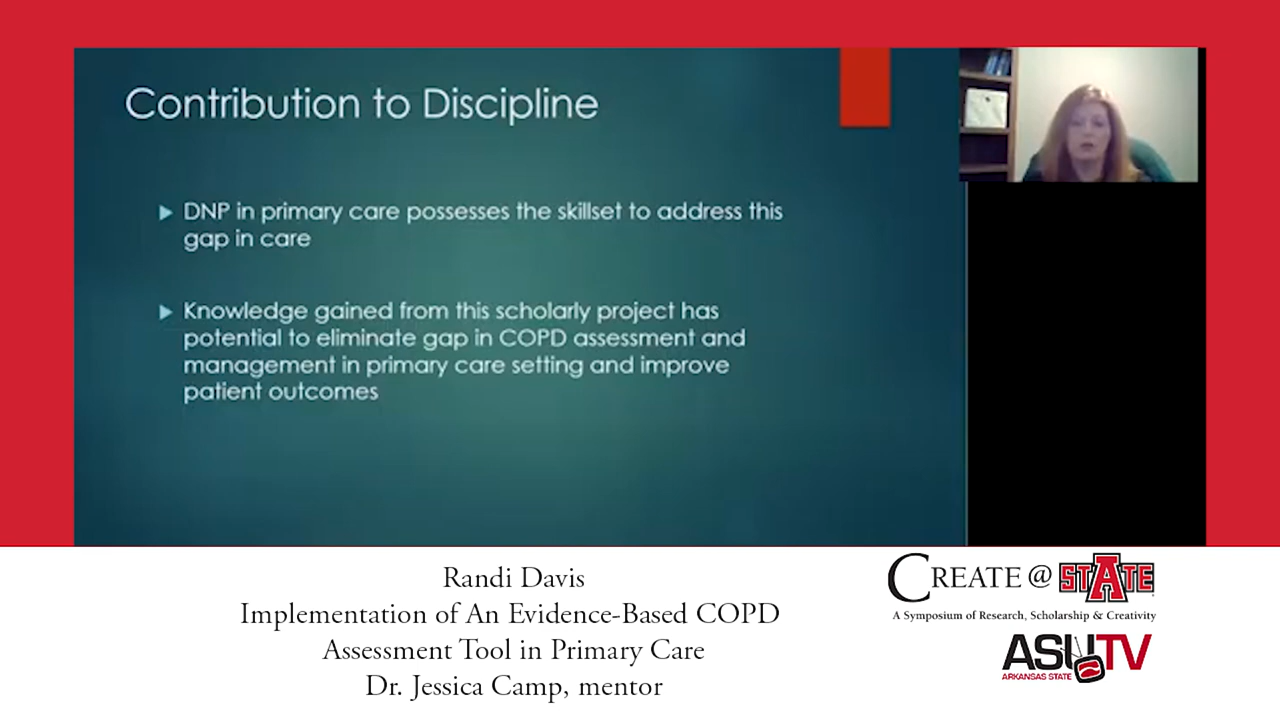 Contribution to Discipline
DNP in primary care possesses the skillset to address this
gap in care
Knowledge gained from this scholarly project has
potential to eliminate gap in COPD assessment and
management in primary care setting and improve
patient outcomes
Randi Davis
Implementation of An Evidence-Based COPD
Assessment Tool in Primary Care
Dr. Jessica Camp, mentor
CREATE @ STATE
A Symposium of Research, Scholarship & Creativity
ASUTV
ARKANSAS STATE